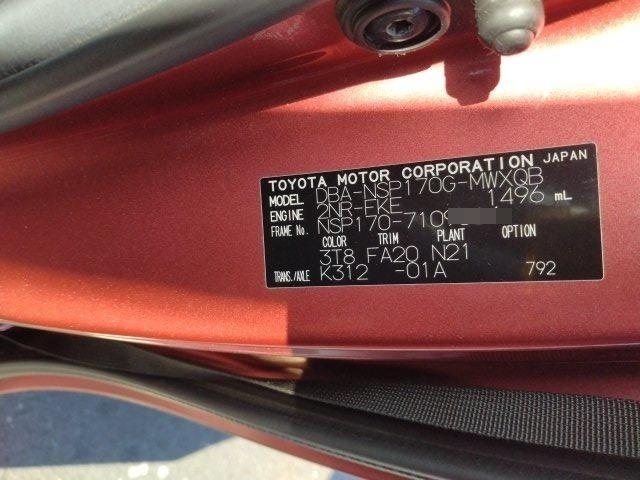 TOYOTA MOTOR CORPORATION JAPAN
MODEL DBA-NSP170G-MWXQB
ENGINE 2NR-FKE 1496 mL
FRAME No. NSP170-7109
COLOR TRIM PLANT OPTION
3T8 FA20 N21
TRANS./AXLE K312 -01A 792